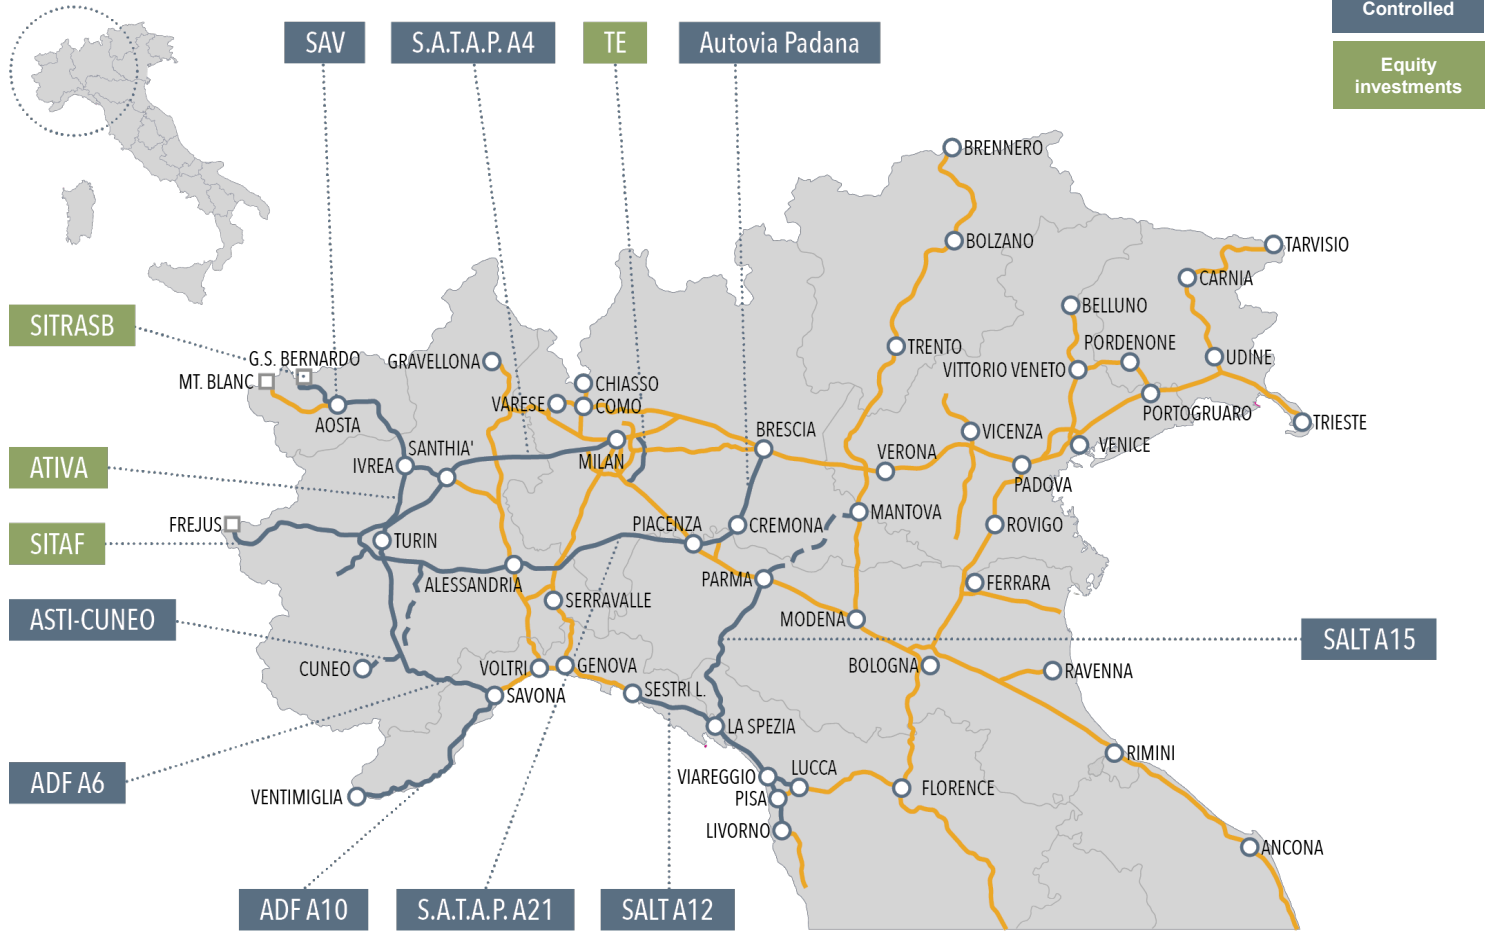 Controlled
SAV
S.A.T.A.P. A4
TE
Autovia Padana
Equity
investments
BRENNERO
BOLZANO
TARVISIO
CARNIA
BELLUNO
SITRASB
PORDENONE
TRENTO
G.S. BERNARDO
GRAVELLONA
UDINE
VITTORIO VENETO
MT. BLANC
CHIASSO
VARESE
COMO
PORTOGRUARO
AOSTA
TRIESTE
BRESCIA
VICENZA
SANTHIA'
VENICE
VERONA
IVREA
MILAN
ATIVA
PADOVA
MANTOVA
FREJUS
PIACENZA
CREMONA
ROVIGO
SITAF
TURIN
PARMA
ALESSANDRIA
FERRARA
SERRAVALLE
ASTI-CUNEO
MODENA
SALT A15
CUNEO
VOLTRI
GENOVA
BOLOGNA
RAVENNA
SAVONA
SESTRI L.
LA SPEZIA
RIMINI
ADF A6
VIAREGGIO
LUCCA
VENTIMIGLIA
PISA
FLORENCE
LIVORNO
ANCONA
ADF A10
S.A.T.A.P. A21
SALT A12